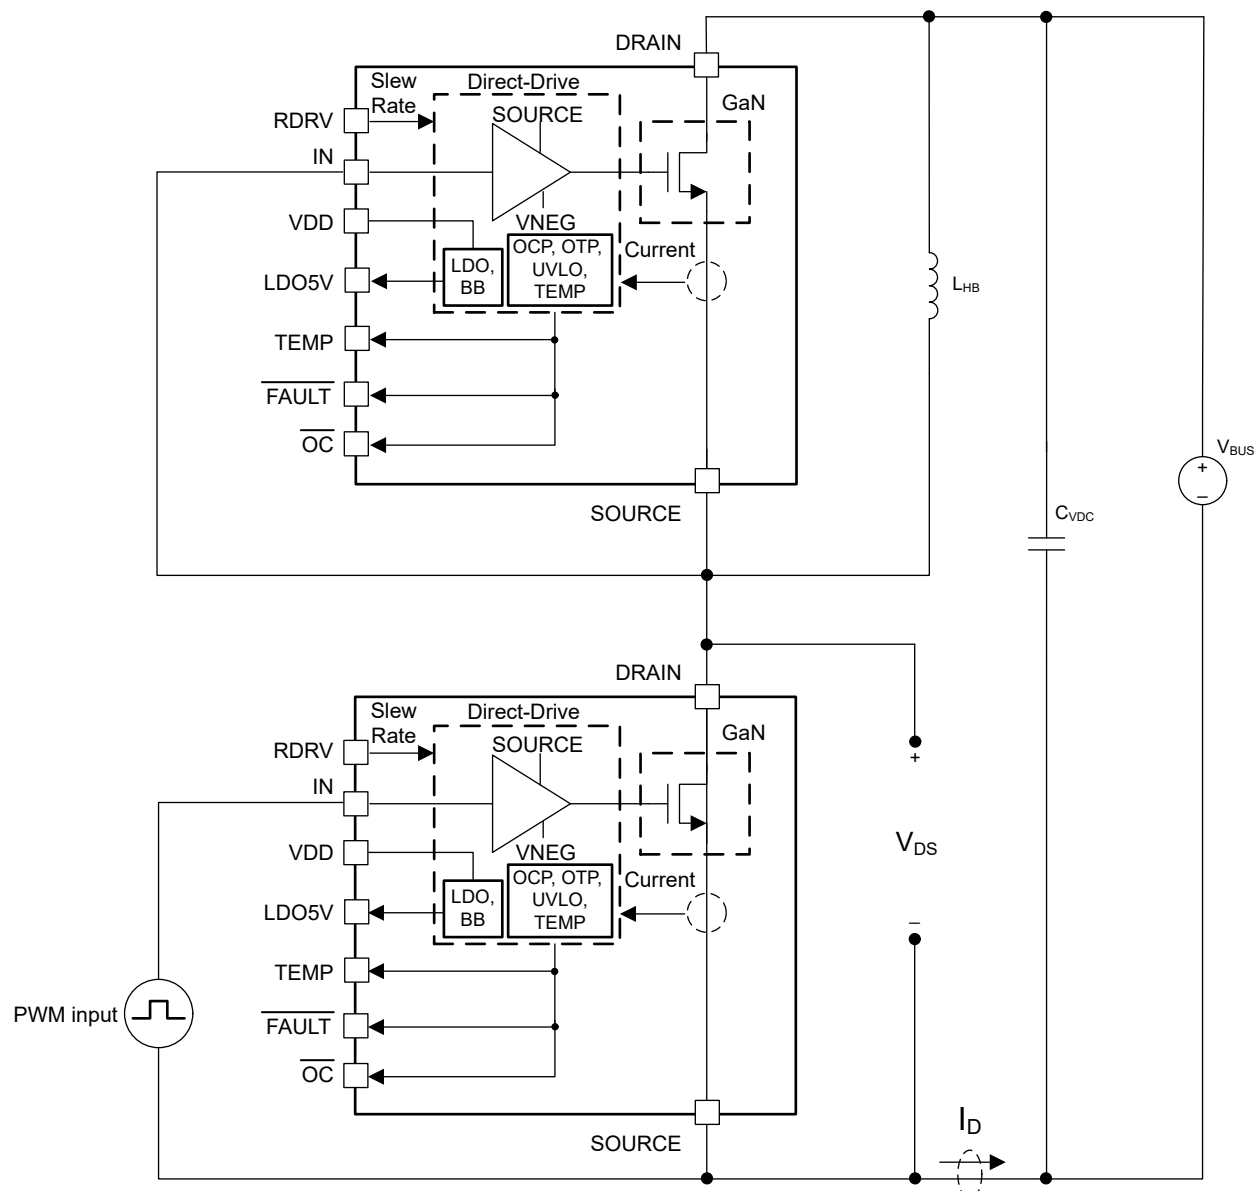 DRAIN
Slew
Rate
Direct-Drive
RDRV
SOURCE
GaN
IN
VDD
VNEG
LDO5V
LDO,
BB
OCP, OTP,
UVLO,
TEMP
Current
TEMP
FAULT
OC
SOURCE
LHB
CVDC
VBUS
+
–
DRAIN
Slew
Rate
Direct-Drive
RDRV
SOURCE
GaN
IN
VDD
VNEG
LDO5V
LDO,
BB
OCP, OTP,
UVLO,
TEMP
Current
TEMP
FAULT
OC
SOURCE
PWM input
+
VDS
–
ID